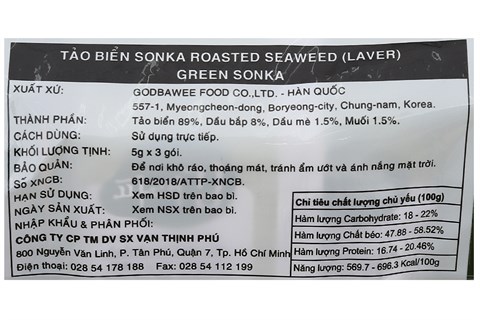 TẢO BIỂN SONKA ROASTED SEAWEED (LAVER)
GREEN SONKA
XUẤT XỨ: GODBAWEE FOOD CO.,LTD. - HÀN QUỐC
557-1, Myeongcheon-dong, Boryeong-city, Chung-nam, Korea.
THÀNH PHẦN: Tảo biển 89%, Dầu bắp 8%, Dầu mè 1.5%, Muối 1.5%.
CÁCH DÙNG: Sử dụng trực tiếp.
KHỐI LƯỢNG TỊNH: 5g x 3 gói.
BẢO QUẢN: Để nơi khô ráo, thoáng mát, tránh ẩm ướt và ánh nắng mặt trời.
Số XNCB: 618/2018/ATTP-XNCB.
HẠN SỬ DỤNG: Xem HSD trên bao bì.
NGÀY SẢN XUẤT: Xem NSX trên bao bì.
NHẬP KHẨU & PHÂN PHỐI:
CÔNG TY CP TM DV SX VẠN THỊNH PHÚ
800 Nguyễn Văn Linh, P. Tân Phú, Quận 7, Tp. Hồ Chí Minh
Điện thoại: 028 54 178 188 Fax: 028 54 112 199
Chỉ tiêu chất lượng chủ yếu (100g)
Hàm lượng Carbohydrate: 18 - 22%
Hàm lượng Chất béo: 47.88 - 58.52%
Hàm lượng Protein: 16.74 - 20.46%
Năng lượng: 569.7 - 696.3 Kcal/100g